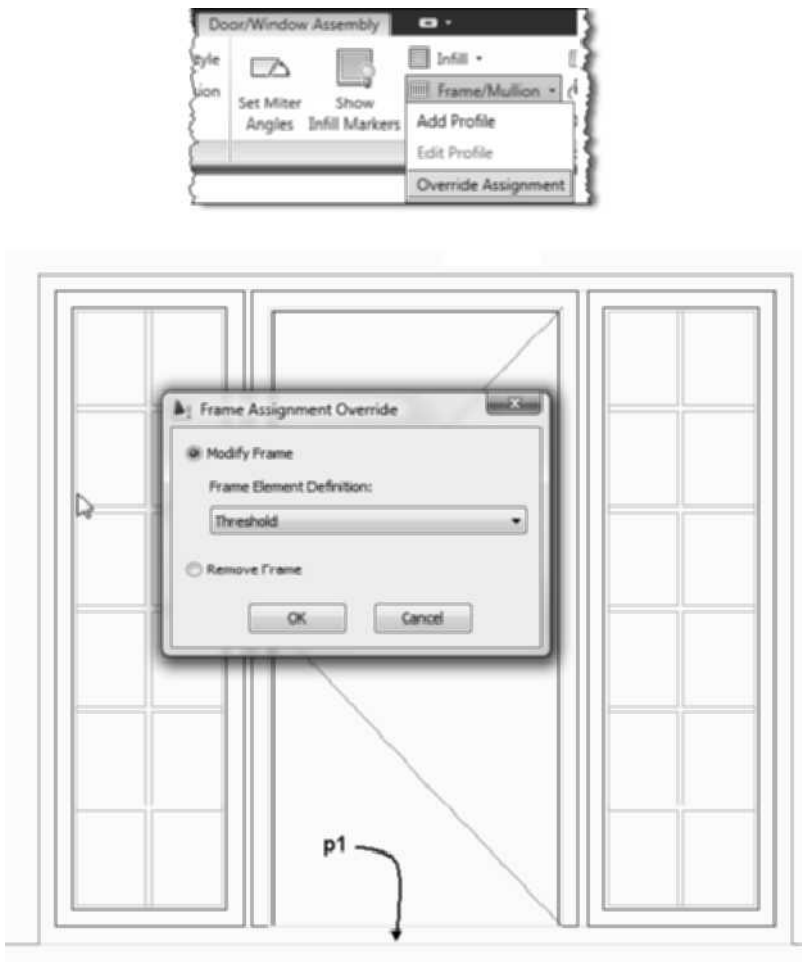 Door/Window Assembly
Set Miter Angles
Show Infill Markers
Infill
Frame/Mullion
Add Profile
Edit Profile
Override Assignment
Frame Assignment Override
Modify Frame
Frame Element Definition:
Threshold
Remove Frame
OK
Cancel
p1